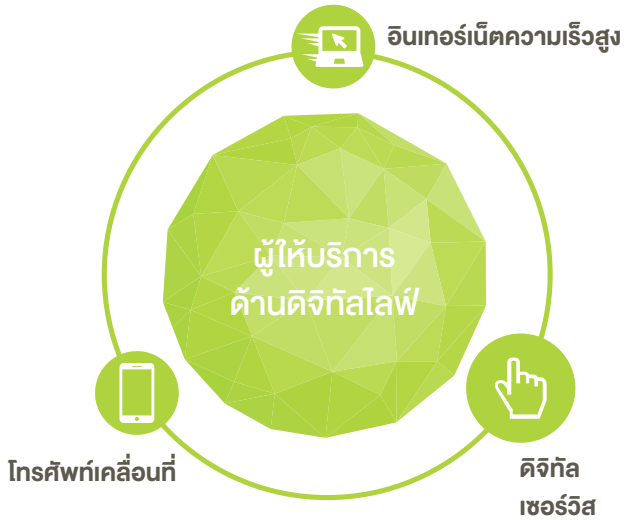 อินเทอร์เน็ตความเร็วสูง
ผู้ให้บริการ
ด้านดิจิทัลไลฟ์
โทรศัพท์เคลื่อนที่
ดิจิทัล
เซอร์วิส